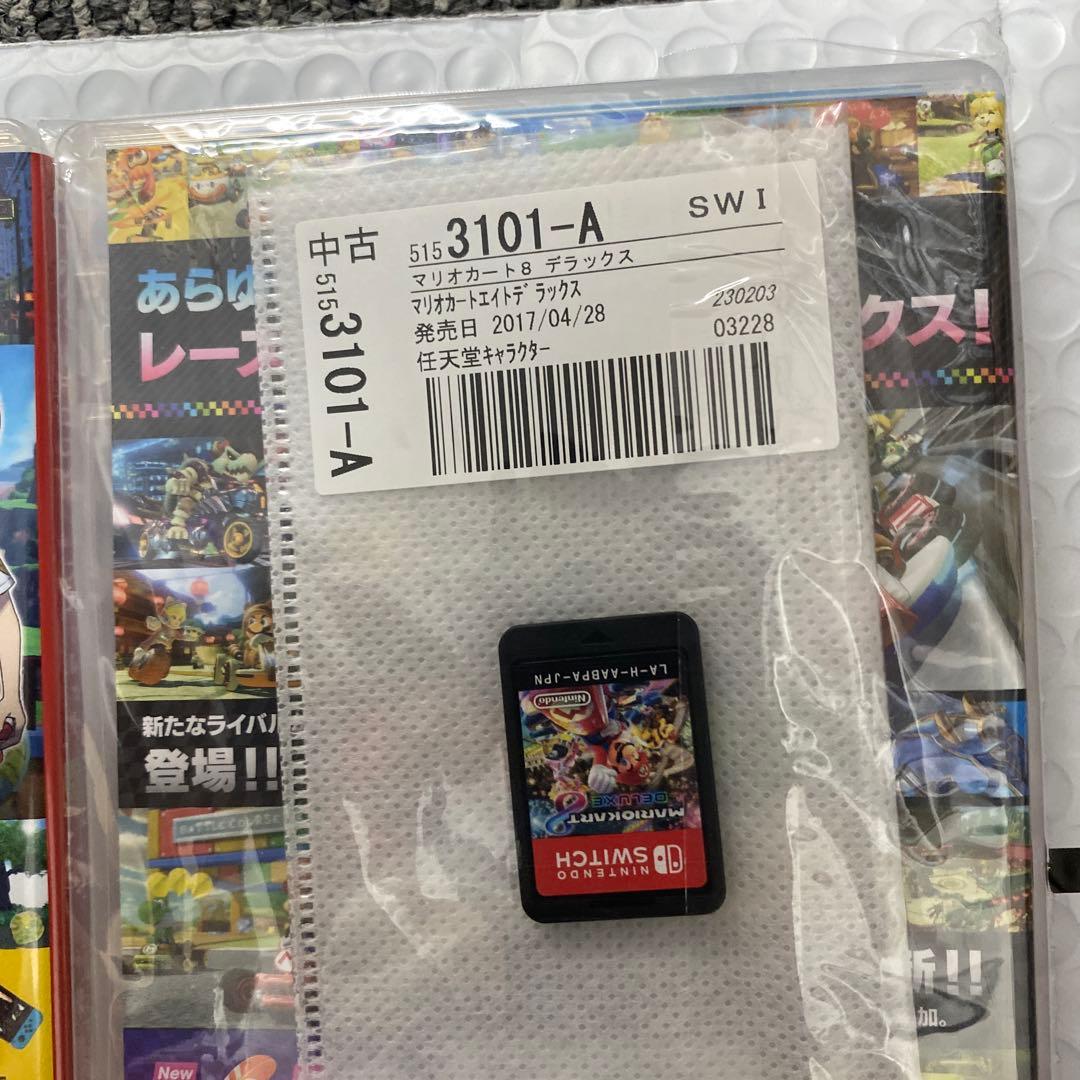 中古
515 3101-A
SWI
515 3101-A
マリオカート8 デラックス
マリオカートエイトデラックス
230203
発売日 2017/04/28
03228
任天堂キャラクター
あらゆ
レース
クス!
新たなライバル
登場!!
BATTLE COURSE
New
新!!
加。
LA-H-AABPA-JPN
Nintendo
MARIOKART
8
DELUXE
NINTENDO
SWITCH